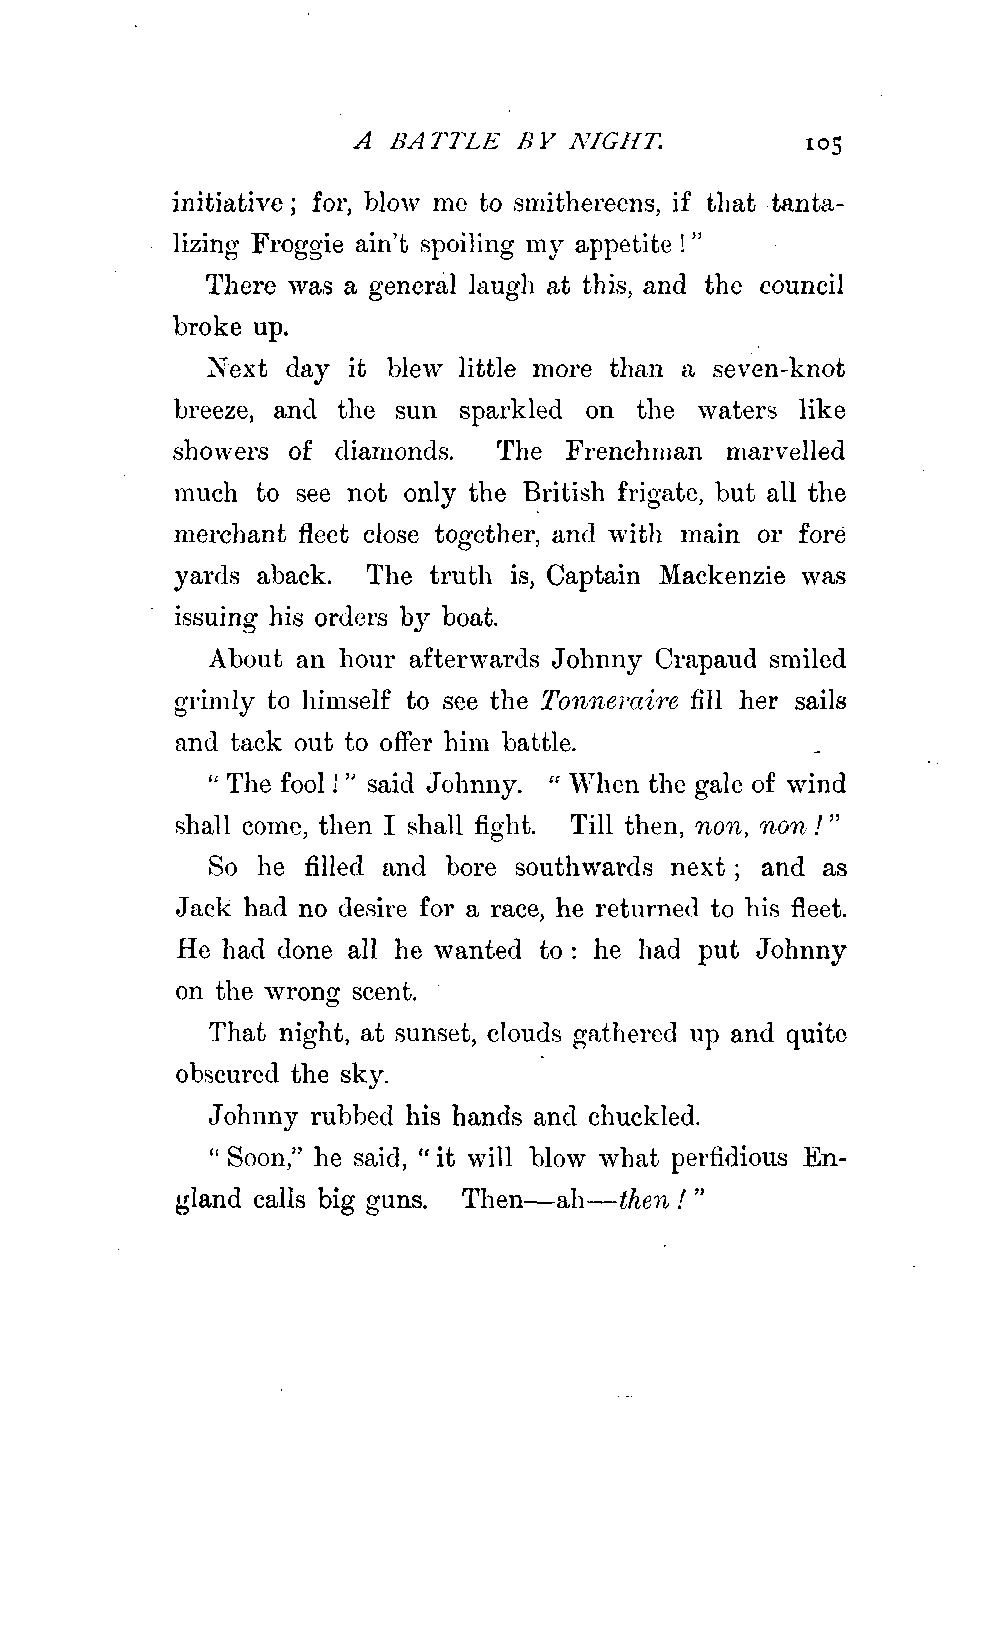 A BATTLE BY NIGHT. 105
initiative; for, blow me to smithereens, if that tanta-
lizing Froggie ain't spoiling my appetite!"
There was a general laugh at this, and the council
broke up.
Next day it blew little more than a seven-knot
breeze, and the sun sparkled on the waters like
showers of diamonds. The Frenchman marvelled
much to see not only the British frigate, but all the
merchant fleet close together, and with main or fore
yards aback. The truth is, Captain Mackenzie was
issuing his orders by boat.
About an hour afterwards Johnny Crapaud smiled
grimly to himself to see the Tonneraire fill her sails
and tack out to offer him battle.
"The fool!" said Johnny. "When the gale of wind
shall come, then I shall fight. Till then, non, non!"
So he filled and bore southwards next; and as
Jack had no desire for a race, he returned to his fleet.
He had done all he wanted to: he had put Johnny
on the wrong scent.
That night, at sunset, clouds gathered up and quite
obscured the sky.
Johnny rubbed his hands and chuckled.
"Soon," he said, "it will blow what perfidious En-
gland calls big guns. Then—ah—then!"